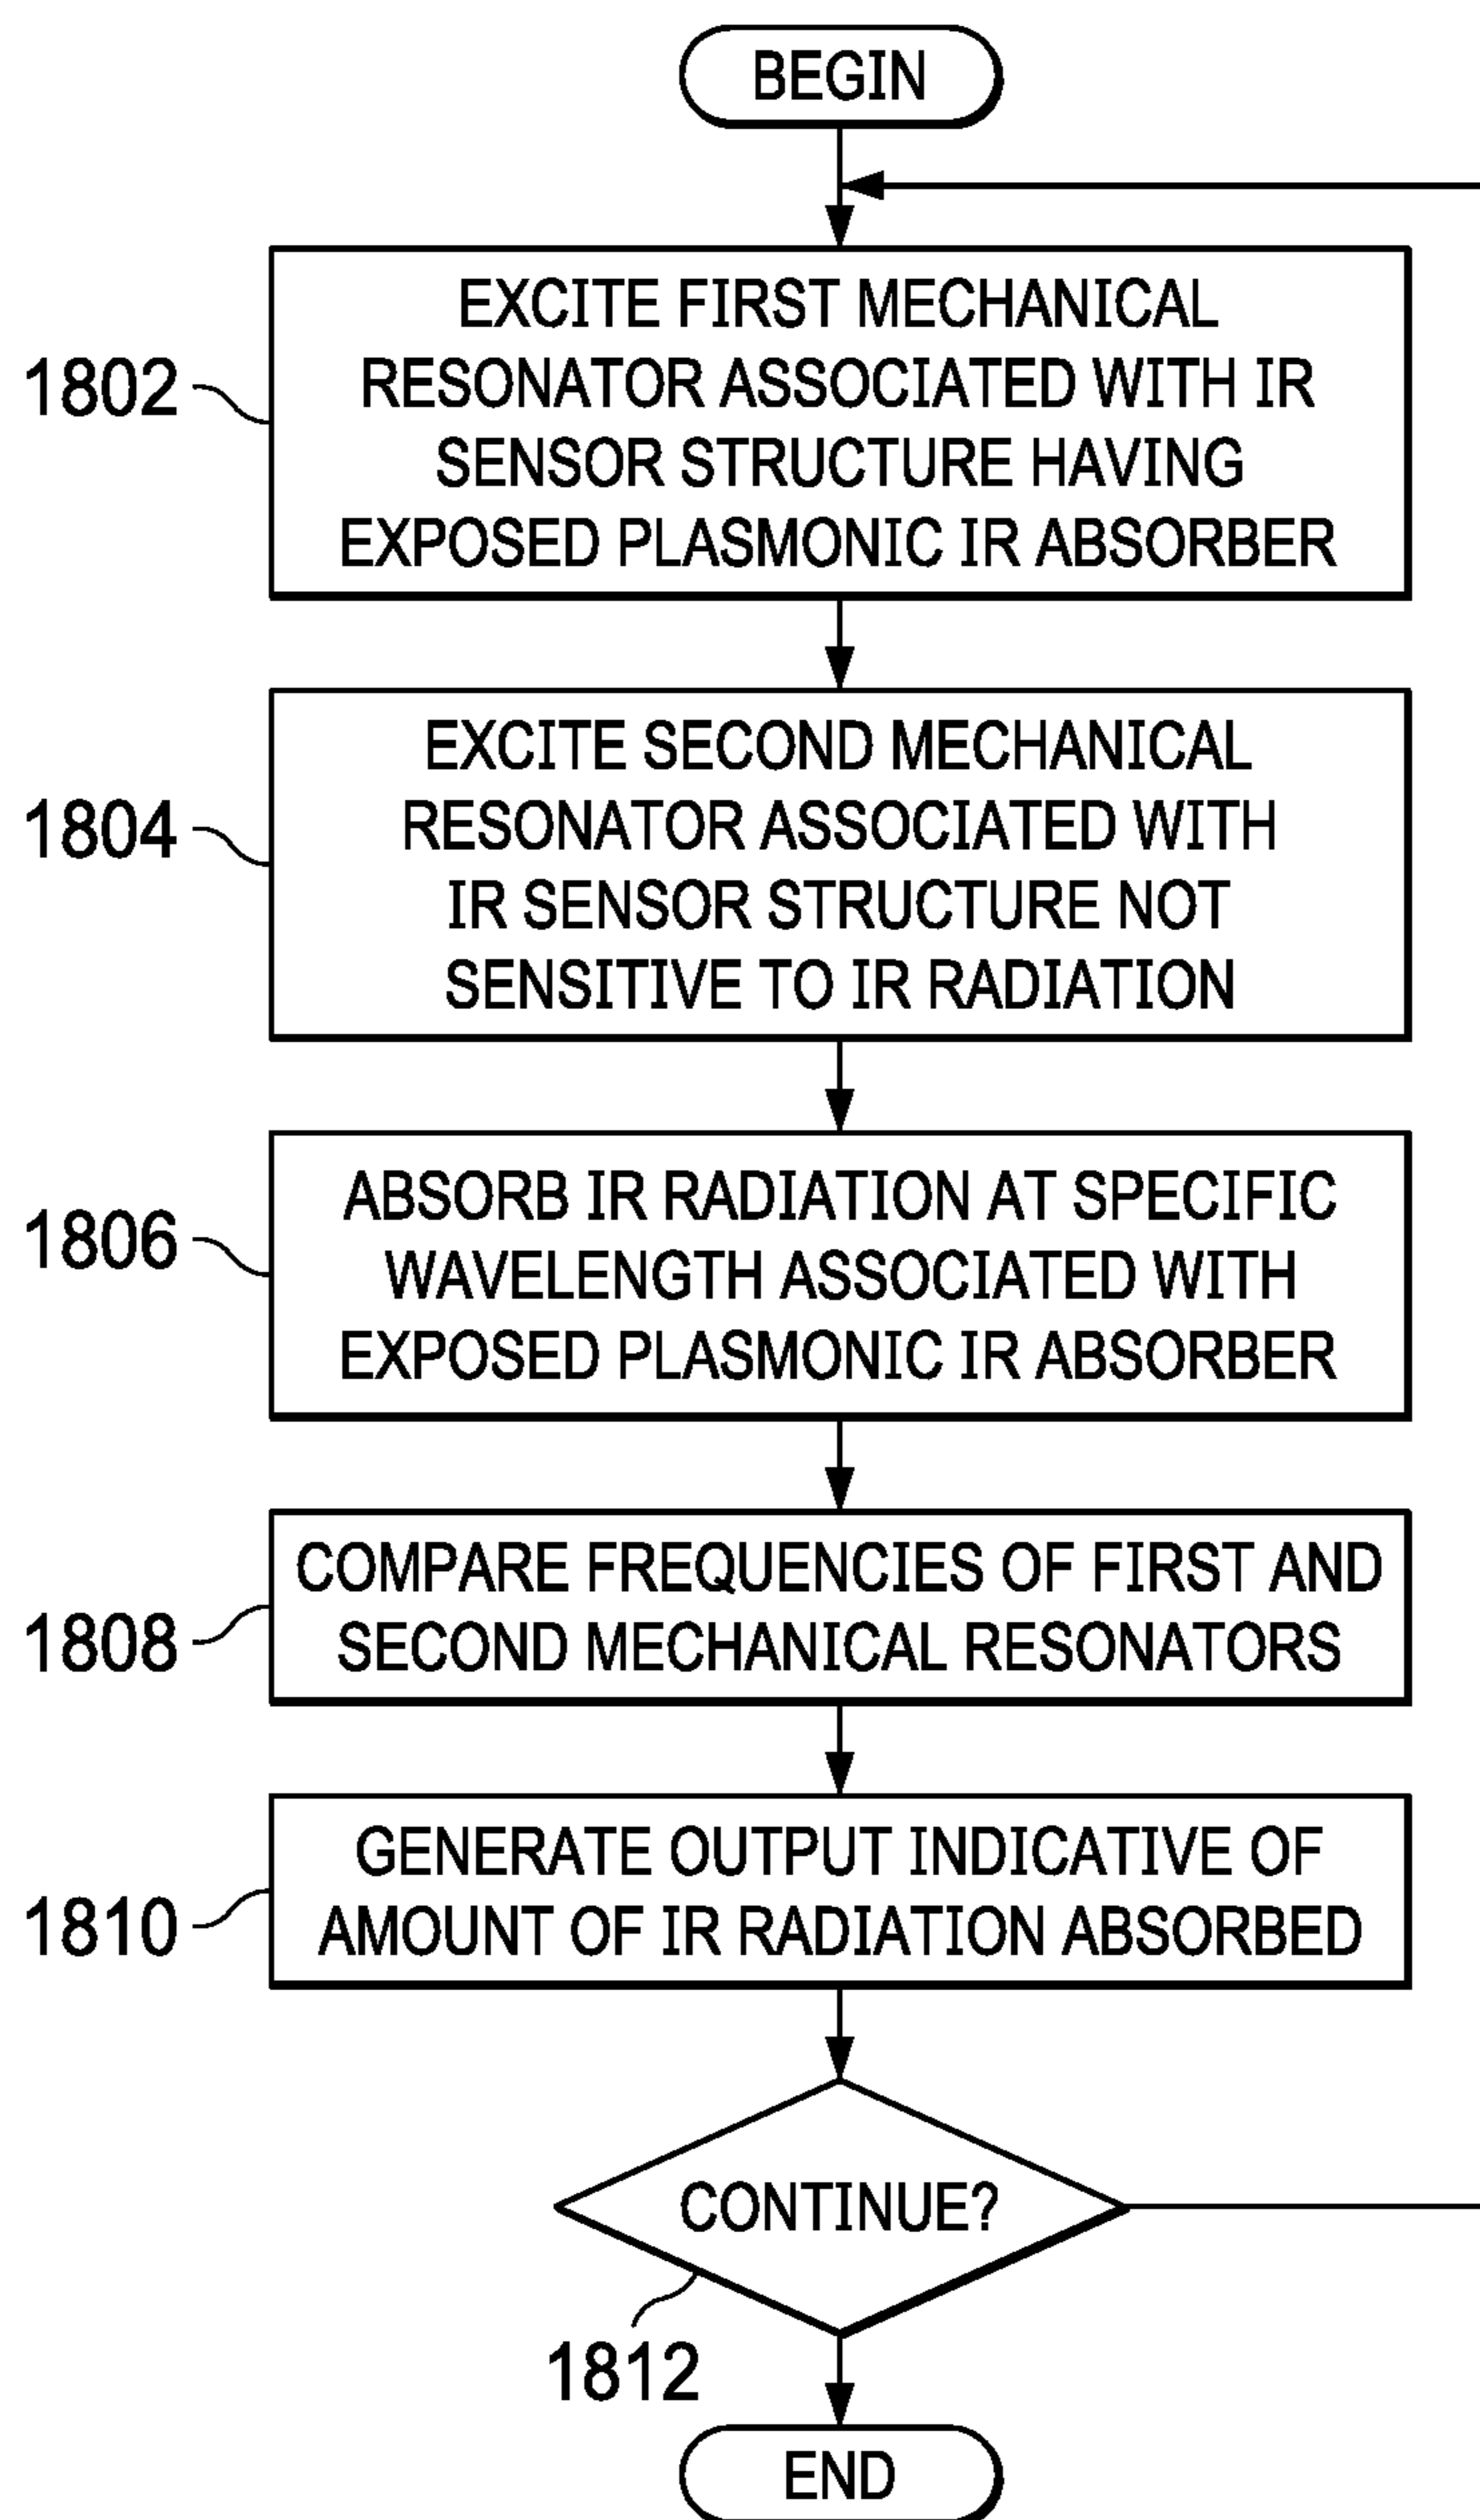 BEGIN
1802
EXCITE FIRST MECHANICAL
RESONATOR ASSOCIATED WITH IR
SENSOR STRUCTURE HAVING
EXPOSED PLASMONIC IR ABSORBER
1804
EXCITE SECOND MECHANICAL
RESONATOR ASSOCIATED WITH
IR SENSOR STRUCTURE NOT
SENSITIVE TO IR RADIATION
1806
ABSORB IR RADIATION AT SPECIFIC
WAVELENGTH ASSOCIATED WITH
EXPOSED PLASMONIC IR ABSORBER
1808
COMPARE FREQUENCIES OF FIRST AND
SECOND MECHANICAL RESONATORS
1810
GENERATE OUTPUT INDICATIVE OF
AMOUNT OF IR RADIATION ABSORBED
CONTINUE?
1812
END